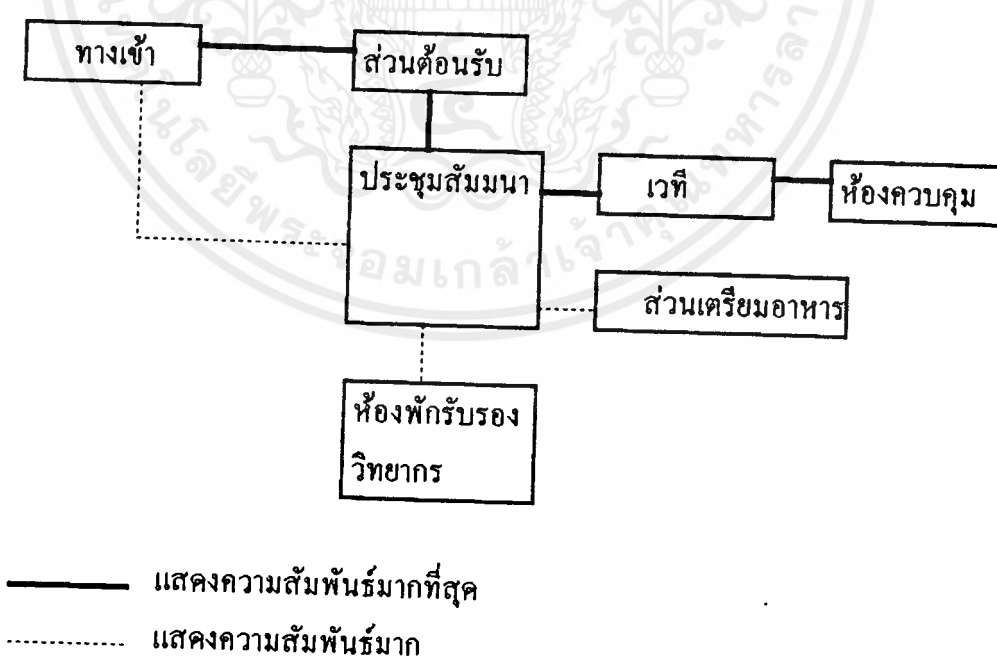 ทางเข้า
ส่วนต้อนรับ
ประชุมสัมมนา
เวที
ห้องควบคุม
ส่วนเตรียมอาหาร
ห้องพักรับรอง
วิทยากร
แสดงความสัมพันธ์มากที่สุด
แสดงความสัมพันธ์มาก